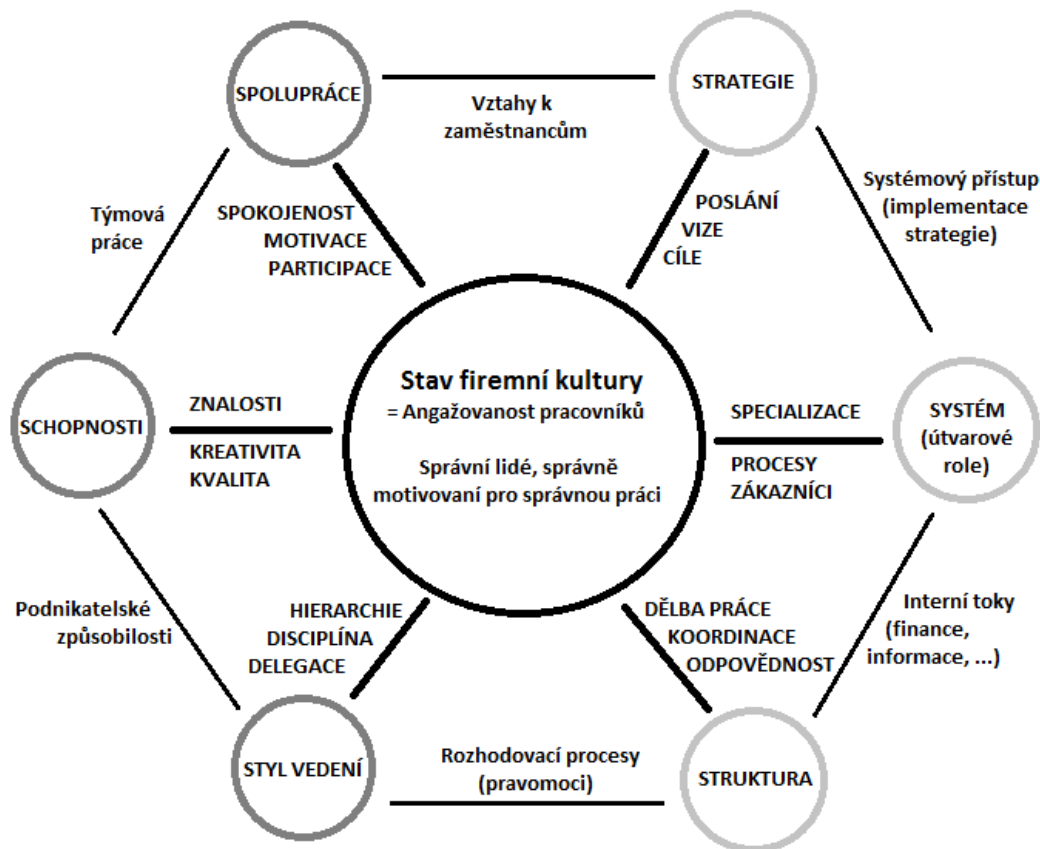 SPOLUPRÁCE
STRATEGIE
Vztahy k
zaměstnancům
Systémový přístup
(implementace
strategie)
Týmová
práce
SPOKOJENOST
MOTIVACE
PARTICIPACE
POSLÁNÍ
VIZE
CÍLE
Stav firemní kultury
= Angažovanost pracovníků
Správní lidé, správně
motivovaní pro správnou práci
SCHOPNOSTI
ZNALOSTI
KREATIVITA
KVALITA
SPECIALIZACE
PROCESY
ZÁKAZNÍCI
SYSTÉM
(útvarové
role)
Podnikatelské
způsobilosti
HIERARCHIE
DISCIPLÍNA
DELEGACE
DĚLBA PRÁCE
KOORDINACE
ODPOVĚDNOST
Interní toky
(finance,
informace, ...)
STYL VEDENÍ
Rozhodovací procesy
(pravomoci)
STRUKTURA